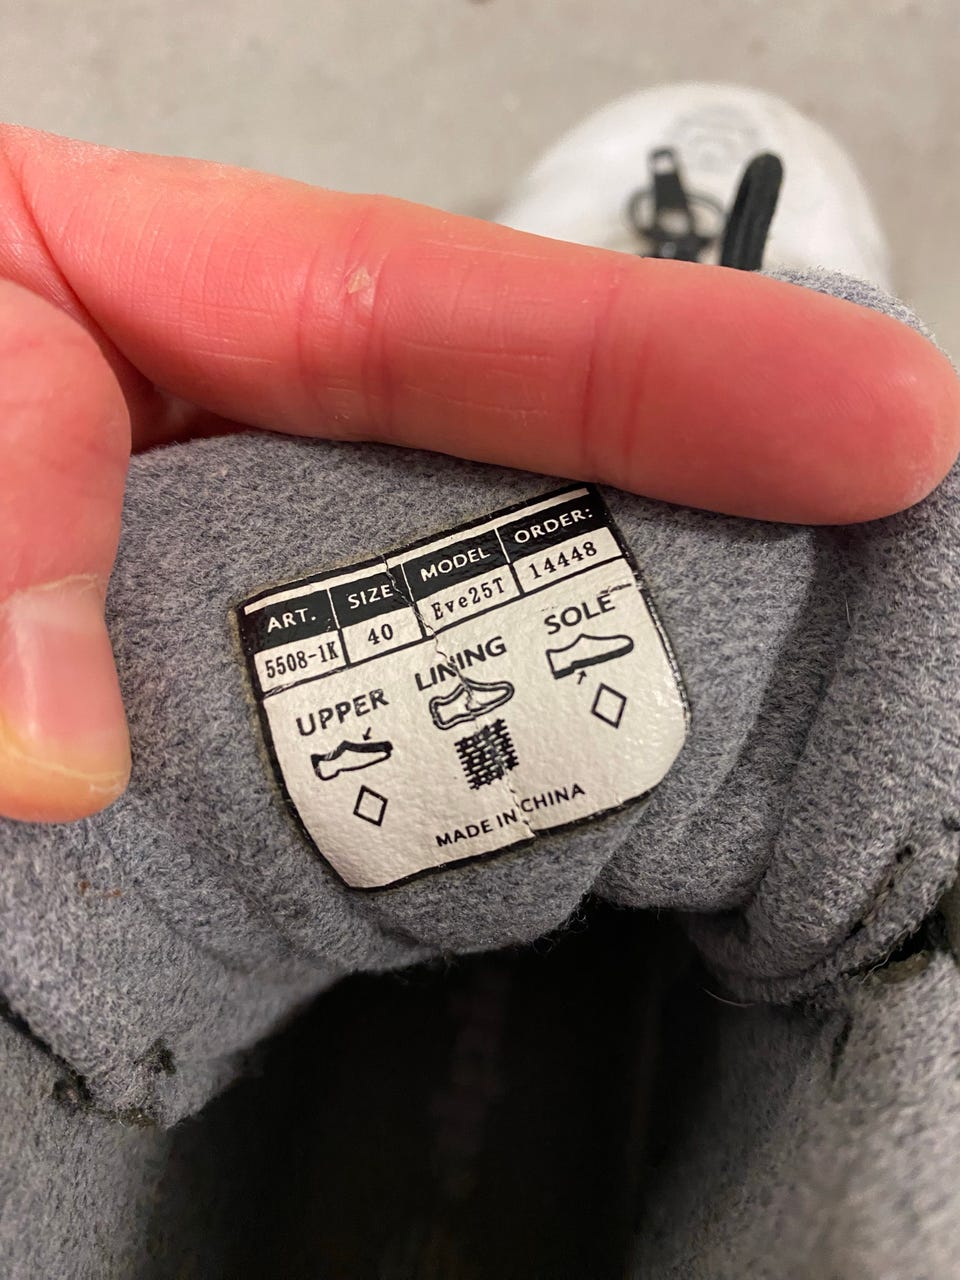 ART. SIZE MODEL ORDER:
5508-1K 40 Eve25T 14448
UPPER LINING SOLE
MADE IN CHINA